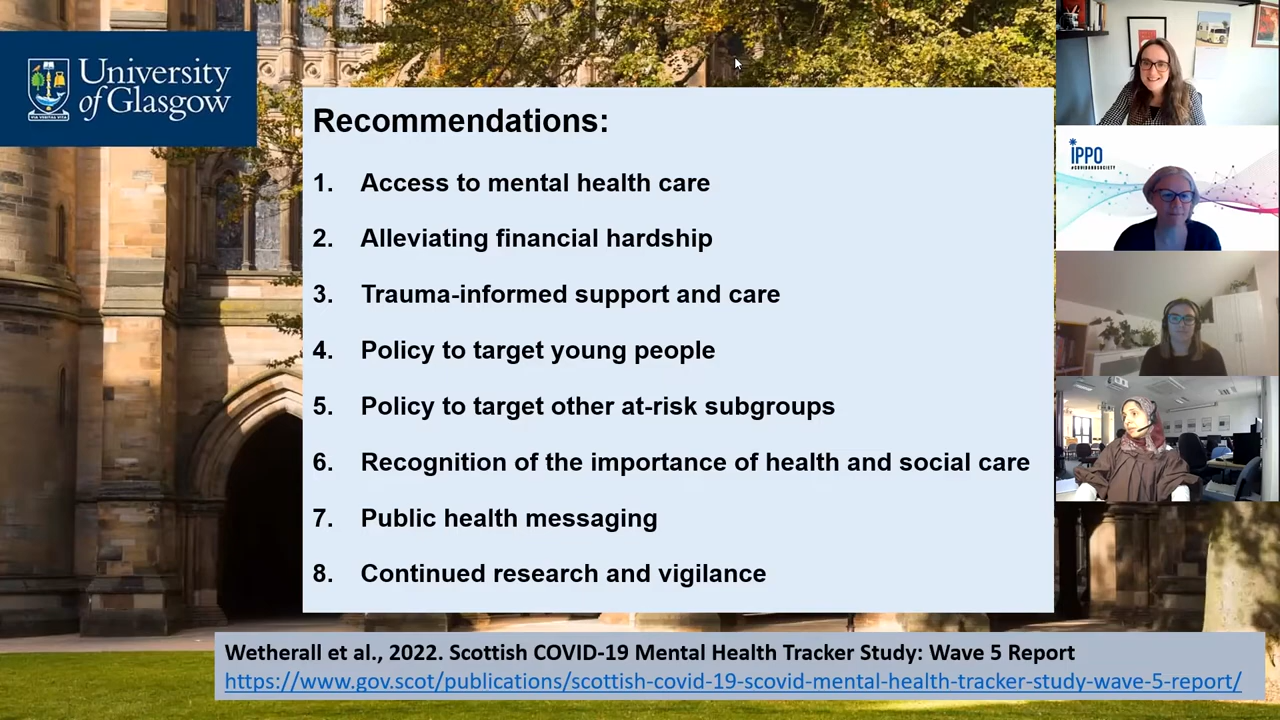 University
of Glasgow
VIA VERITAS VITA
Recommendations:
1. Access to mental health care
2. Alleviating financial hardship
3. Trauma-informed support and care
4. Policy to target young people
5. Policy to target other at-risk subgroups
6. Recognition of the importance of health and social care
7. Public health messaging
8. Continued research and vigilance
Wetherall et al., 2022. Scottish COVID-19 Mental Health Tracker Study: Wave 5 Report
https://www.gov.scot/publications/scottish-covid-19-scovid-mental-health-tracker-study-wave-5-report/
IPPO
#COVIDANDSOCIETY